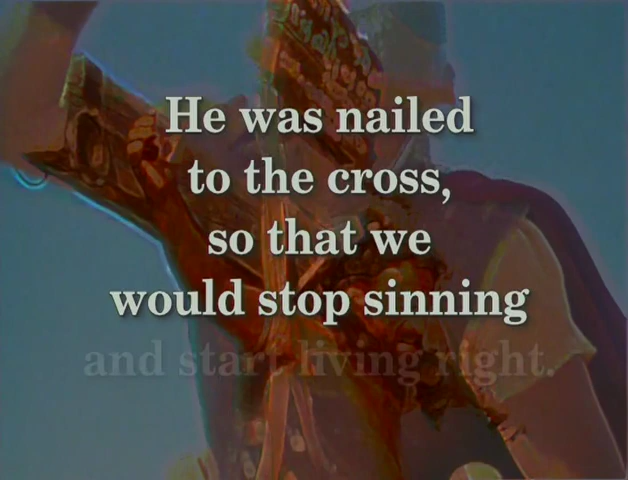 He was nailed
to the cross,
so that we
would stop sinning
and start living right.